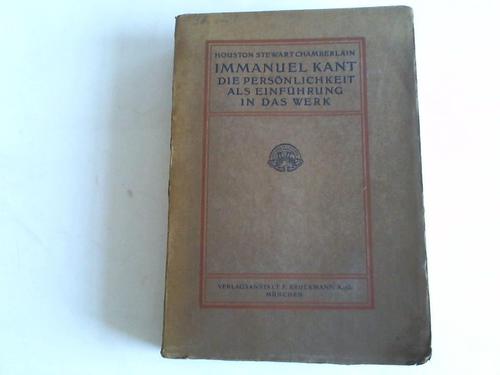 HOUSTON STEWART CHAMBERLAIN
IMMANUEL KANT
DIE PERSÖNLICHKEIT
ALS EINFÜHRUNG
IN DAS WERK
VERLAGSANSTALT F. BRUCKMANN A.-G.
MÜNCHEN